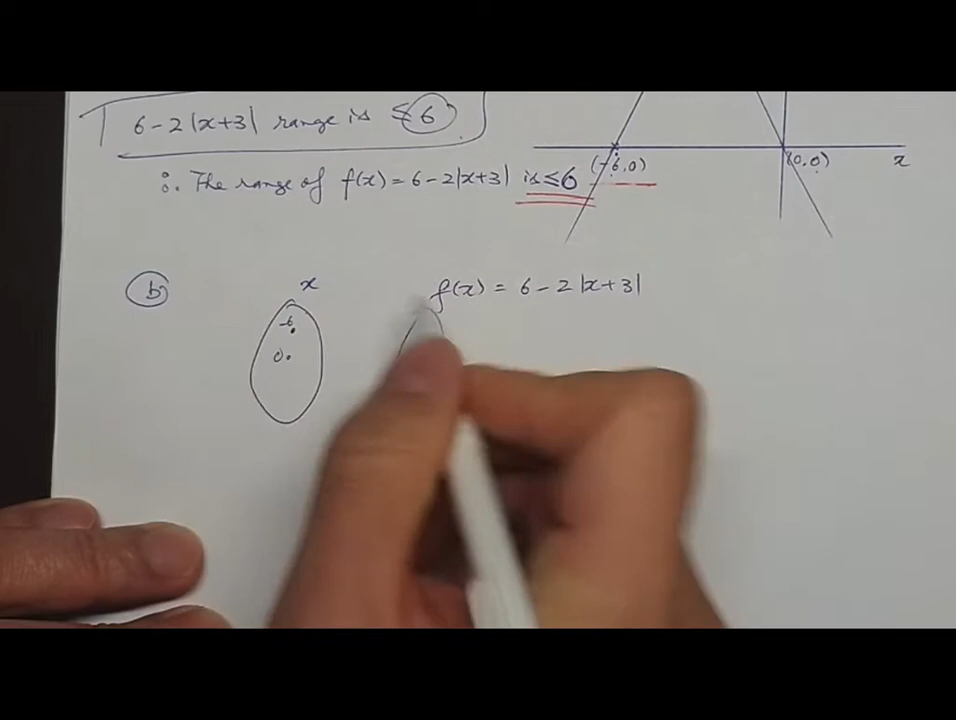 6-2|x+3| range is ≤6
(-6,0)
(0,0)
x
∴ The range of f(x)=6-2|x+3| is ≤6
b
x
f(x) = 6-2|x+3|
-6
0